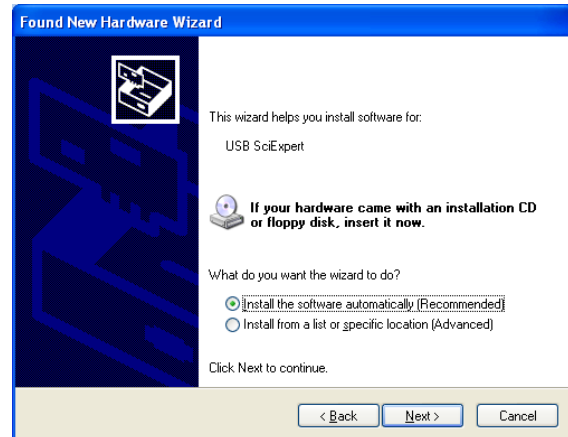 Found New Hardware Wizard
This wizard helps you install software for:
USB SciExpert
If your hardware came with an installation CD
or floppy disk, insert it now.
What do you want the wizard to do?
Install the software automatically (Recommended)
Install from a list or specific location (Advanced)
Click Next to continue.
< Back
Next >
Cancel